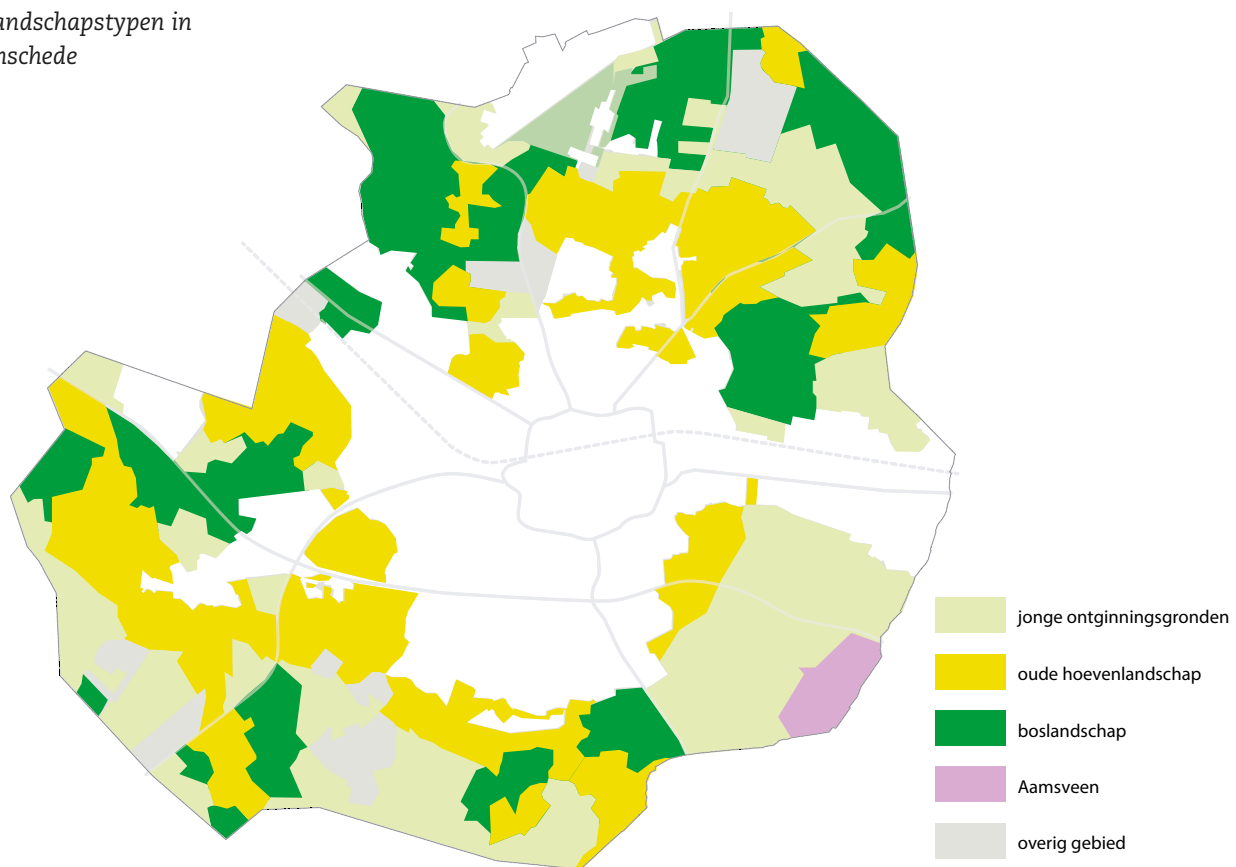 andschapstypen in
nschede
jonge ontginningsgronden
oude hoevenlandschap
boslandschap
Aamsveen
overig gebied